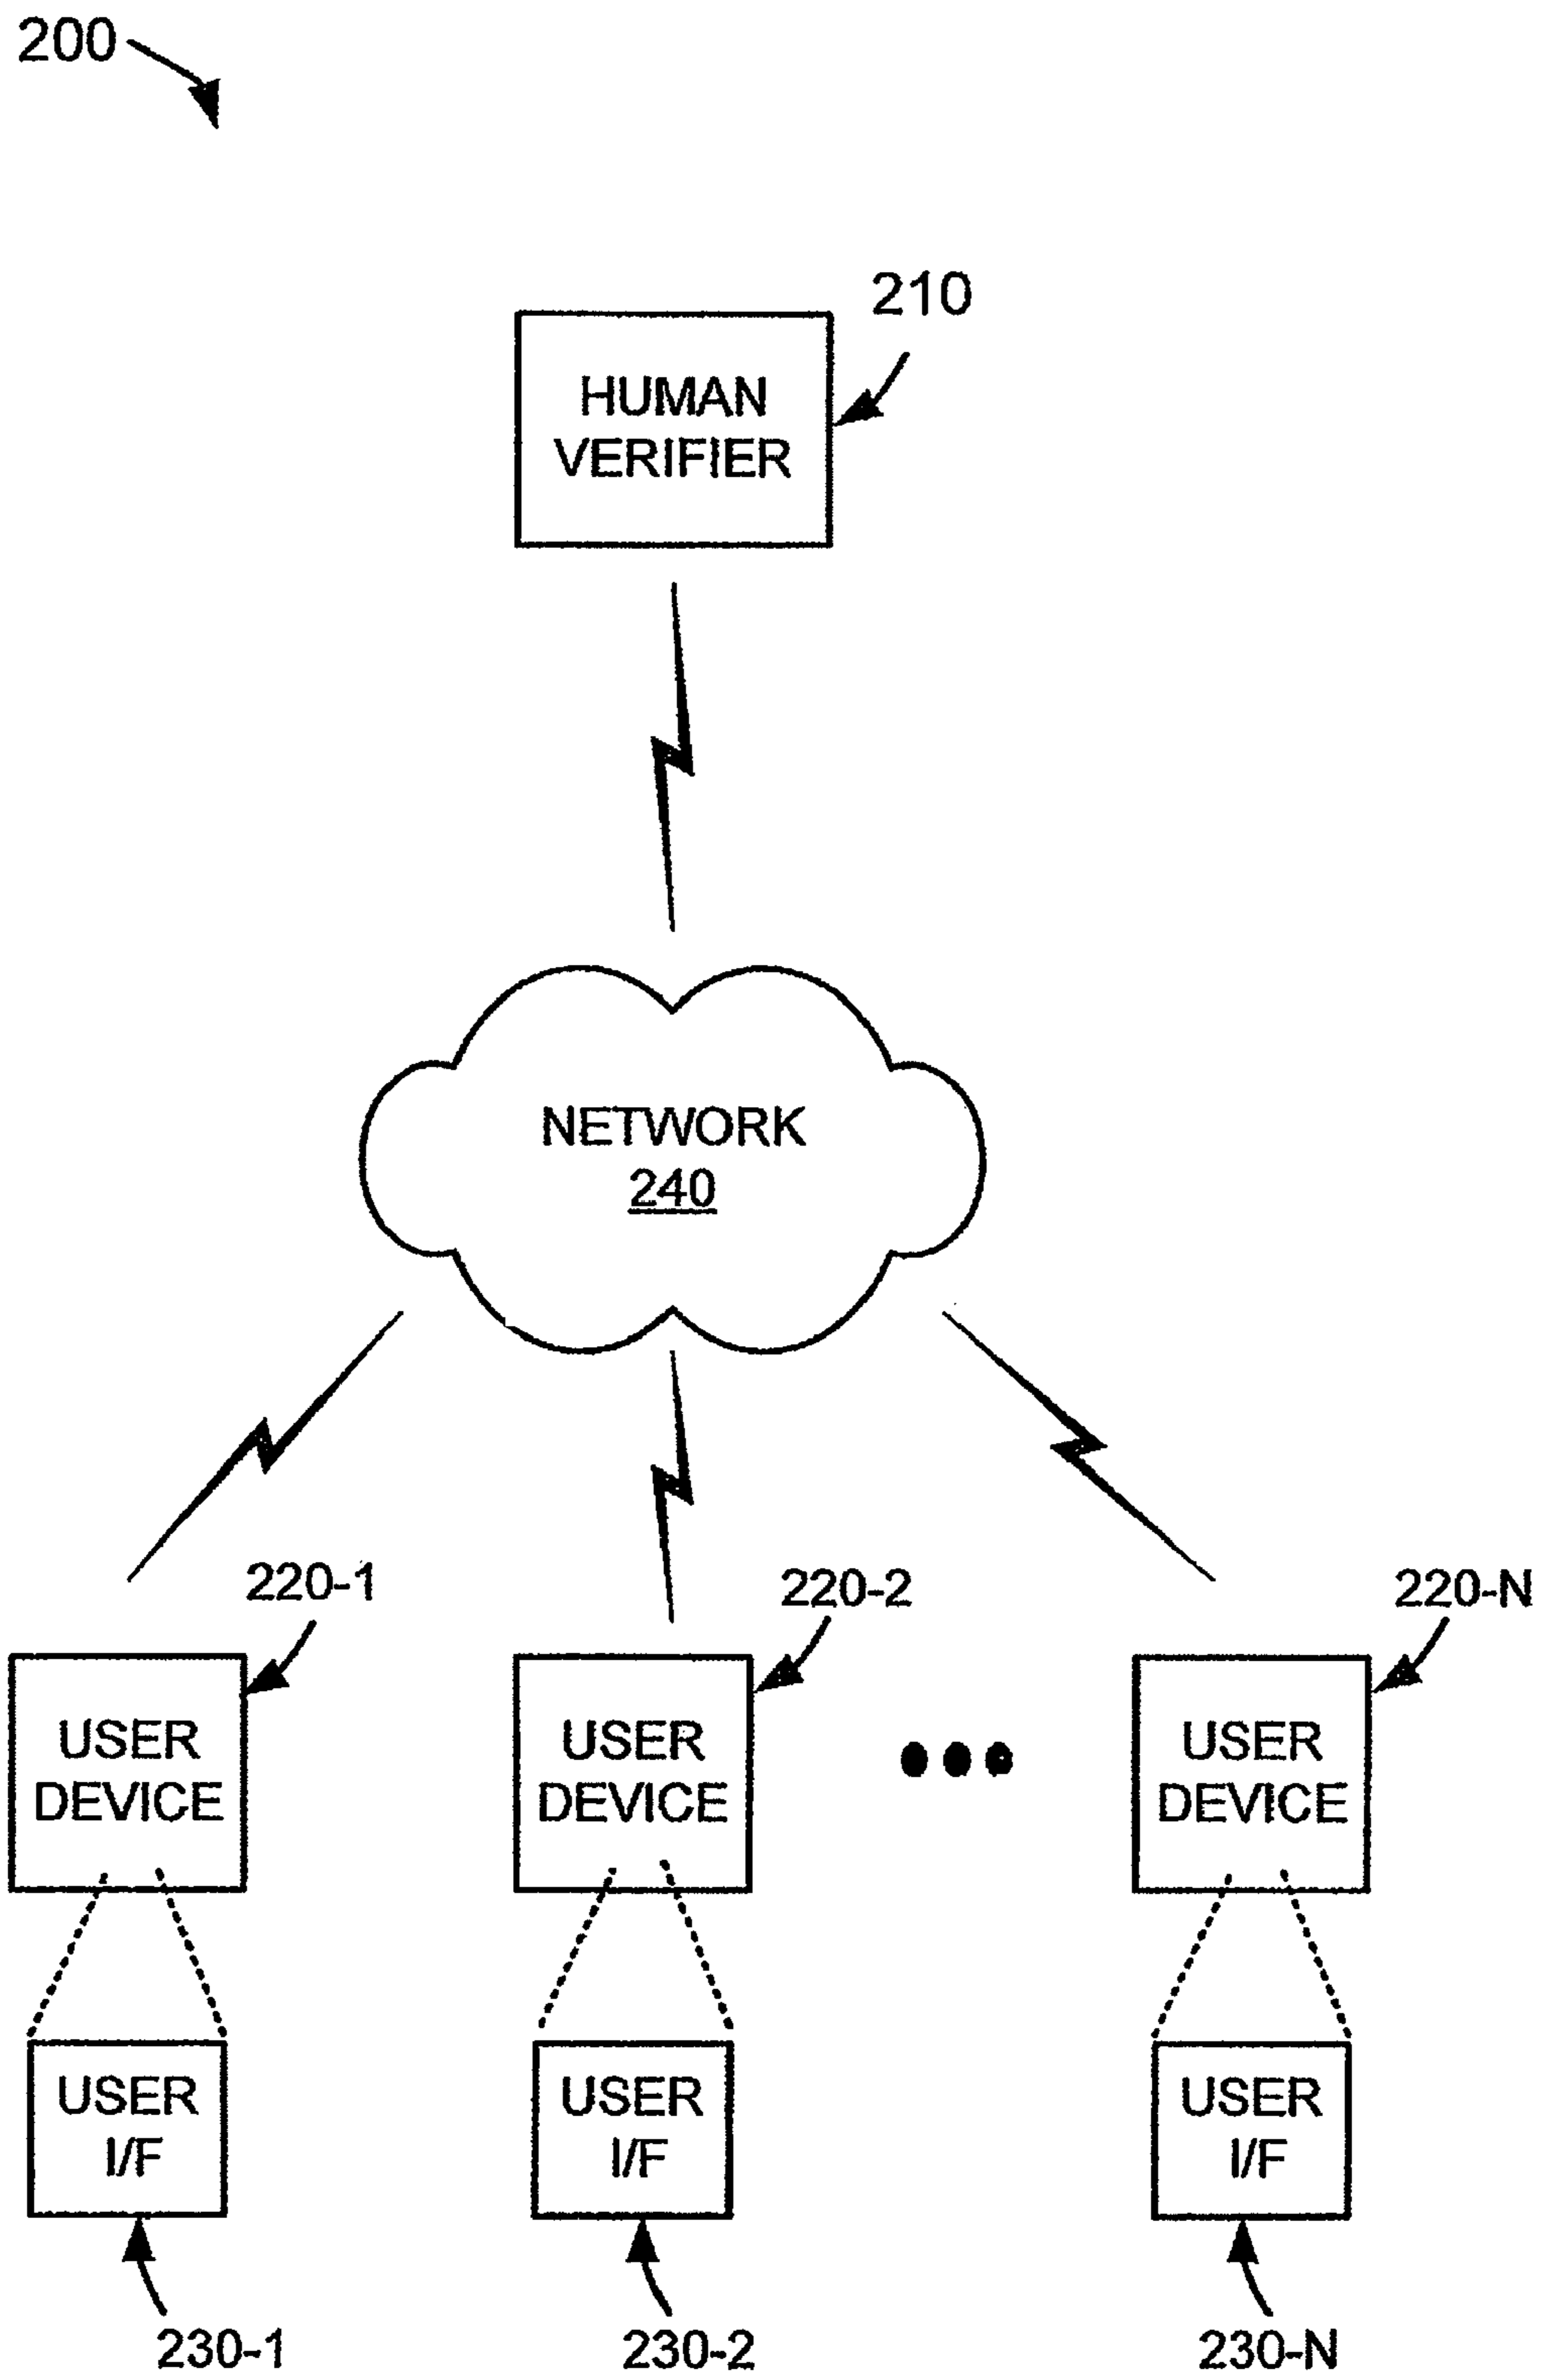 200
210
HUMAN
VERIFIER
NETWORK
240
220-1
220-2
220-N
USER
DEVICE
USER
DEVICE
USER
DEVICE
USER
I/F
USER
I/F
USER
I/F
230-1
230-2
230-N